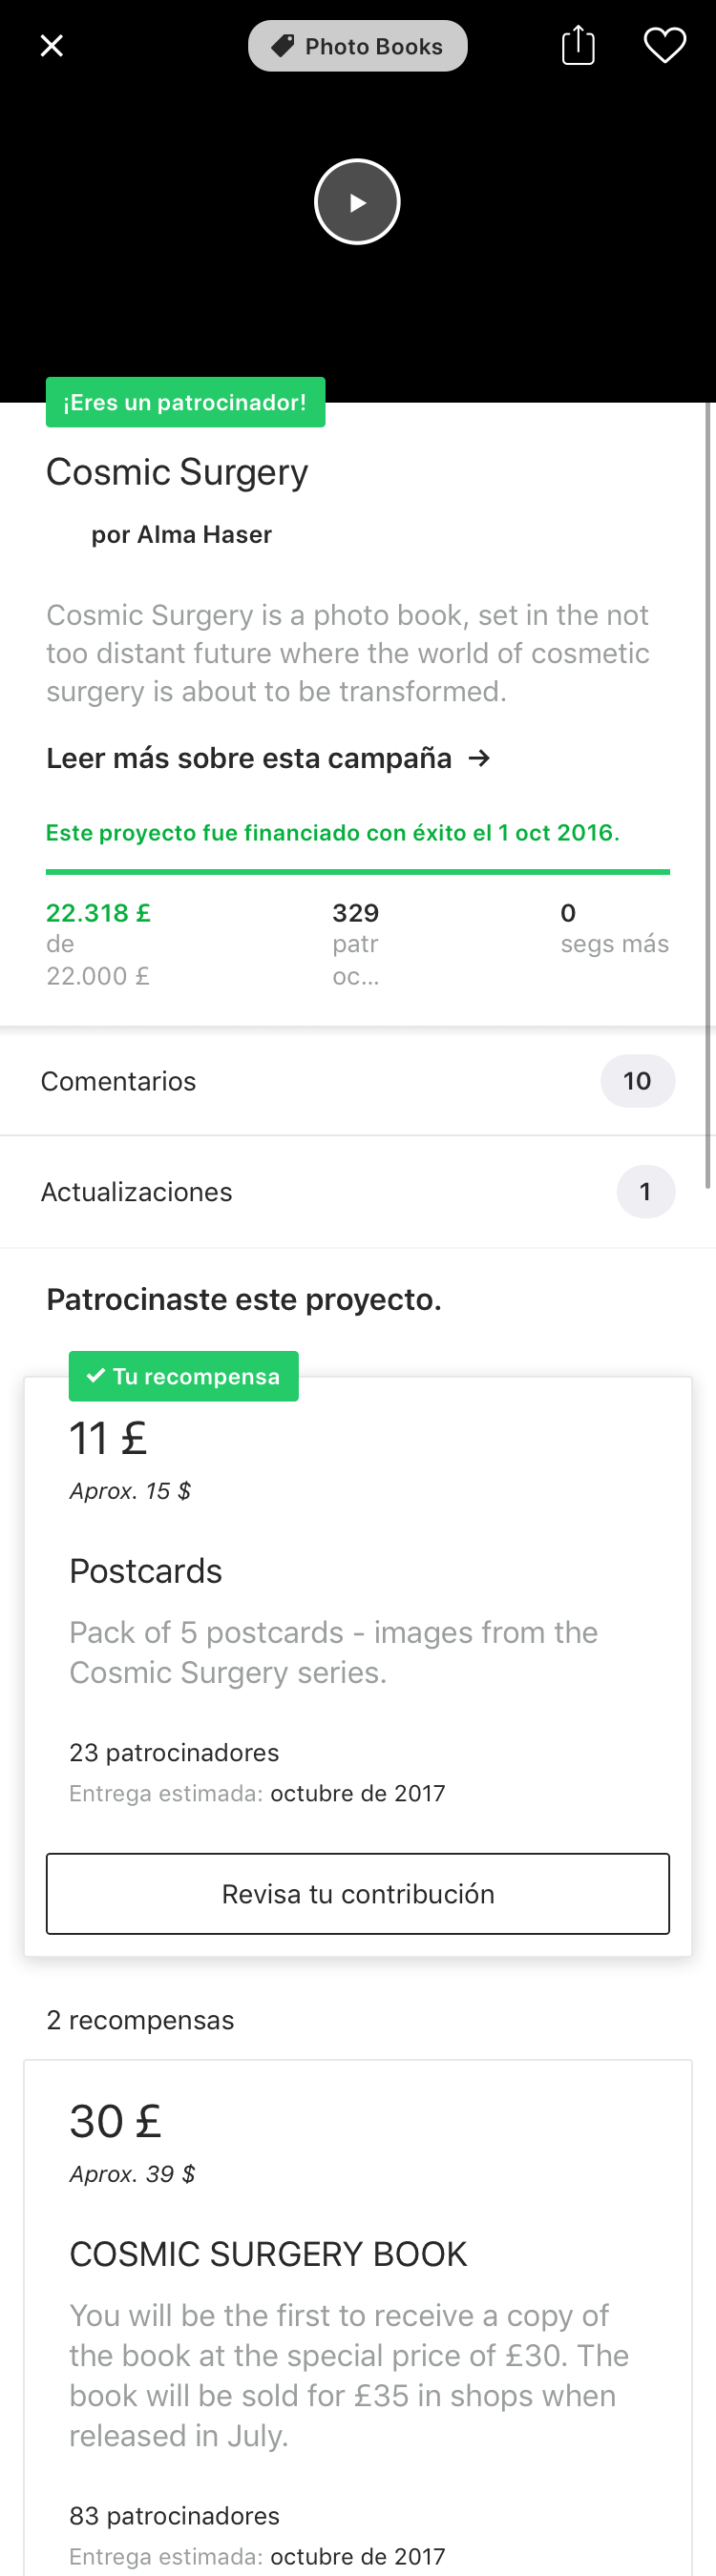 Photo Books
¡Eres un patrocinador!
Cosmic Surgery
por Alma Haser
Cosmic Surgery is a photo book, set in the not
too distant future where the world of cosmetic
surgery is about to be transformed.
Leer más sobre esta campaña →
Este proyecto fue financiado con éxito el 1 oct 2016.
22.318 £
de
22.000 £
329
patr
oc...
0
segs más
Comentarios
10
Actualizaciones
1
Patrocinaste este proyecto.
✓ Tu recompensa
11 £
Aprox. 15 $
Postcards
Pack of 5 postcards - images from the
Cosmic Surgery series.
23 patrocinadores
Entrega estimada: octubre de 2017
Revisa tu contribución
2 recompensas
30 £
Aprox. 39 $
COSMIC SURGERY BOOK
You will be the first to receive a copy of
the book at the special price of £30. The
book will be sold for £35 in shops when
released in July.
83 patrocinadores
Entrega estimada: octubre de 2017